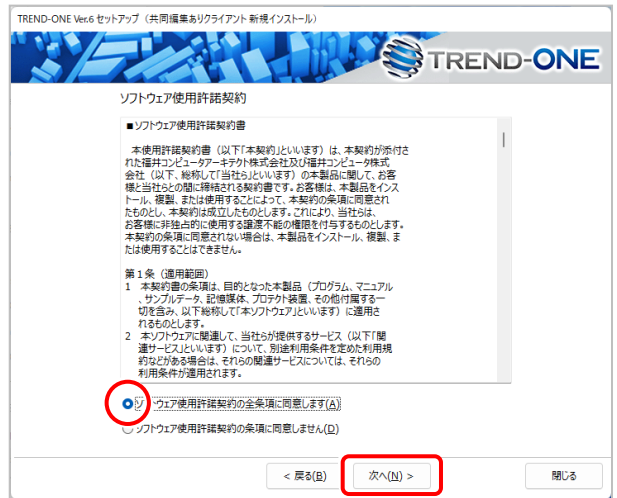 TREND-ONE Ver.6 セットアップ（共同編集ありクライアント 新規インストール）
TREND-ONE
ソフトウェア使用許諾契約
■ソフトウェア使用許諾契約書
本使用許諾契約書（以下「本契約」といいます）は、本契約が添付さ
れた福井コンピュータアーキテクト株式会社及び福井コンピュータ株式
会社（以下、総称して「当社ら」といいます）の本製品に関して、お客
様と当社らとの間に締結される契約書です。お客様は、本製品をインス
トール、複製、または使用することによって、本契約の条項に同意され
たものとし、本契約は成立したものとします。これにより、当社らは、
お客様に非独占的に使用する譲渡不能の権限を付与するものとします。
本契約の条項に同意されない場合は、本製品をインストール、複製、ま
たは使用することはできません。
第１条（適用範囲）
1 本契約書の条項は、目的となった本製品（プログラム、マニュアル
、サンプルデータ、記憶媒体、プロテクト装置、その他付属する一
切を含み、以下総称して「本ソフトウェア」といいます）に適用さ
れるものとします。
2 本ソフトウェアに関連して、当社らが提供するサービス（以下「関
連サービス」といいます）について、別途利用条件を定めた利用規
約などがある場合は、それらの関連サービスについては、それらの
利用条件が適用されます。
ソフトウェア使用許諾契約の全条項に同意します(A)
ソフトウェア使用許諾契約の条項に同意しません(D)
< 戻る(B) 次へ(N) > 閉じる